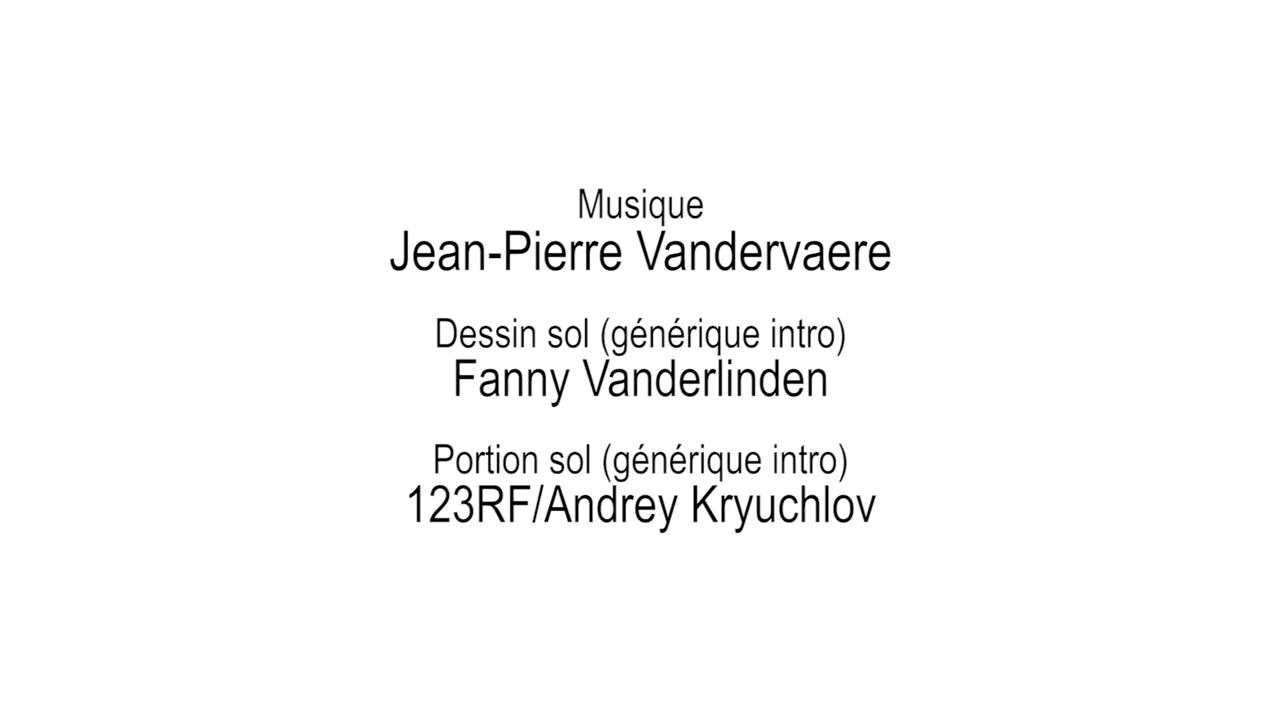 Musique
Jean-Pierre Vandervaere
Dessin sol (générique intro)
Fanny Vanderlinden
Portion sol (générique intro)
123RF/Andrey Kryuchlov